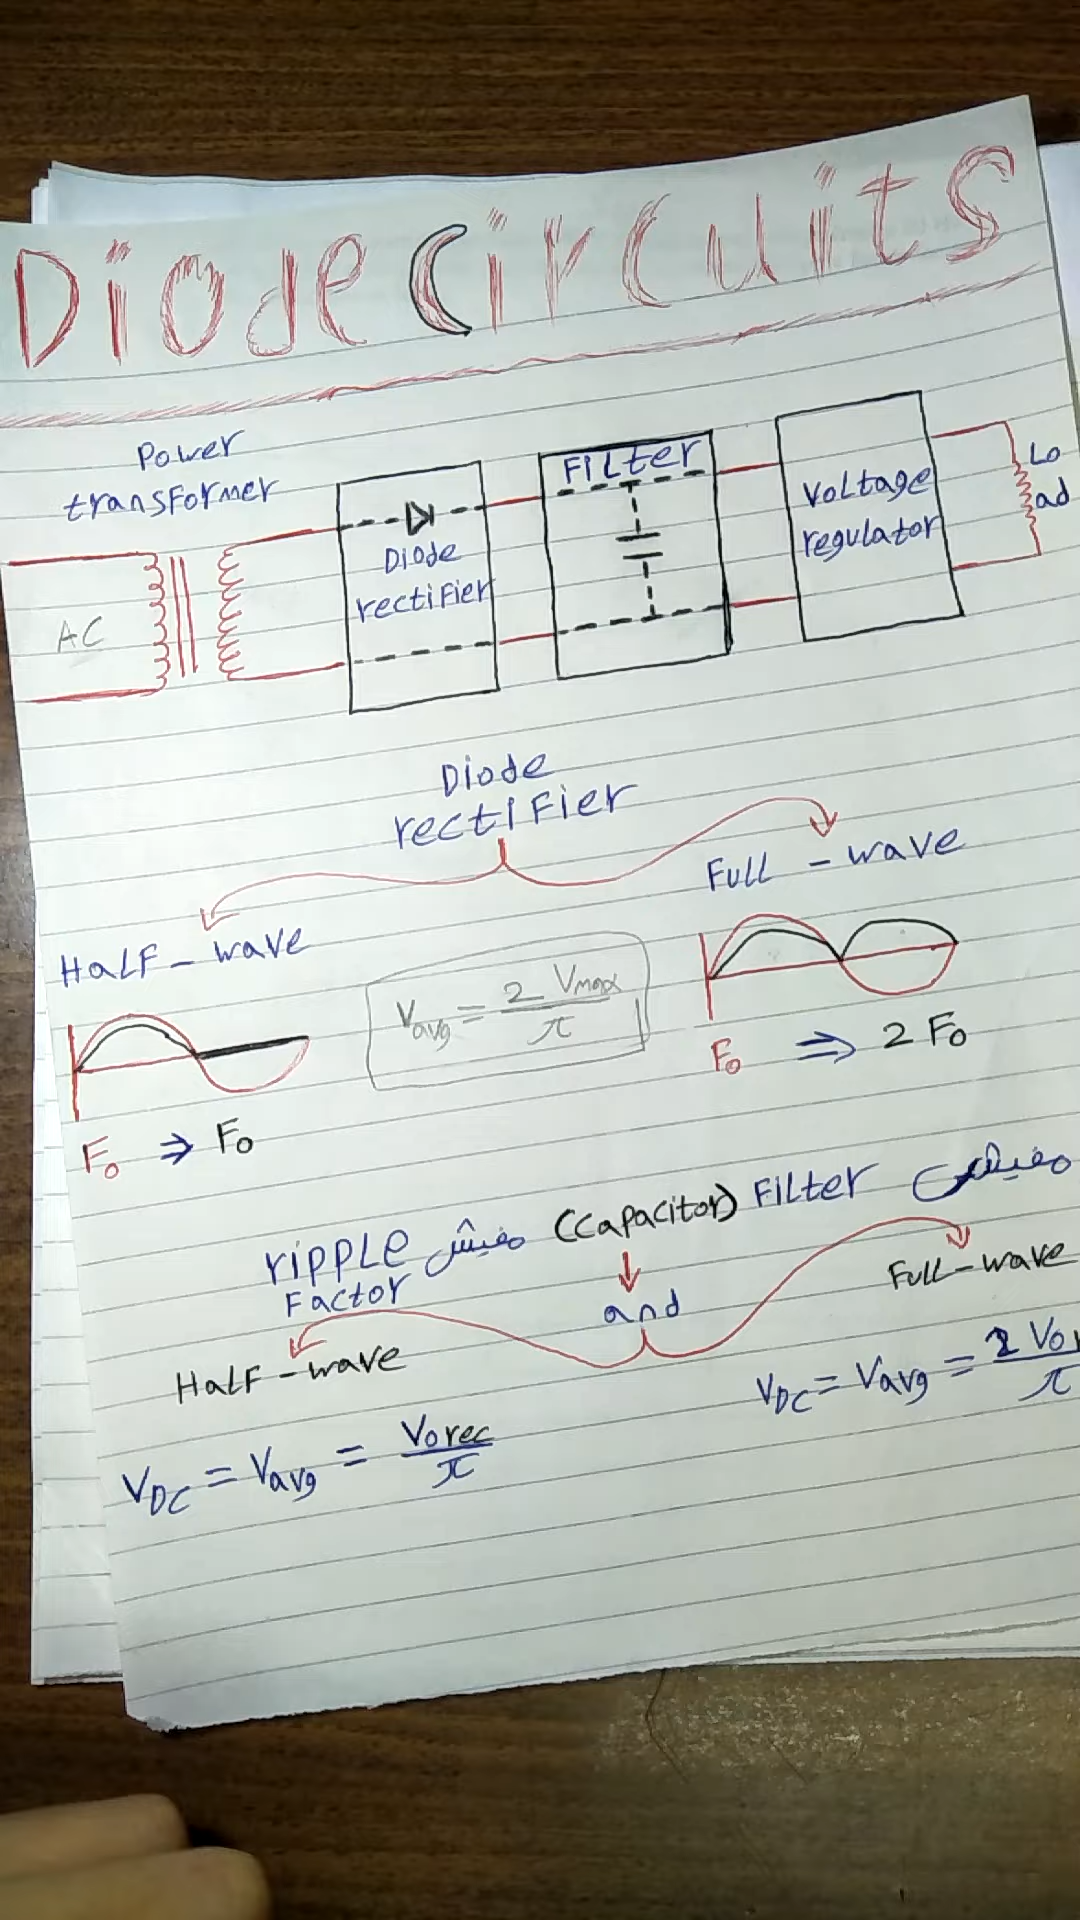 Diode Circuits
Power
transformer
AC
Diode
rectifier
FILTER
Voltage
regulator
Lo
ad
Diode
rectifier
Half - wave
Full - wave
Vavg = 2 Vmax / π
Fo ⇒ Fo
Fo ⇒ 2 Fo
ripple مفيش (capacitor) Filter مفيش
Factor
and
Half - wave
Full - wave
VDC = Vavg = Vorec / π
VDC = Vavg = 2 Vo / π